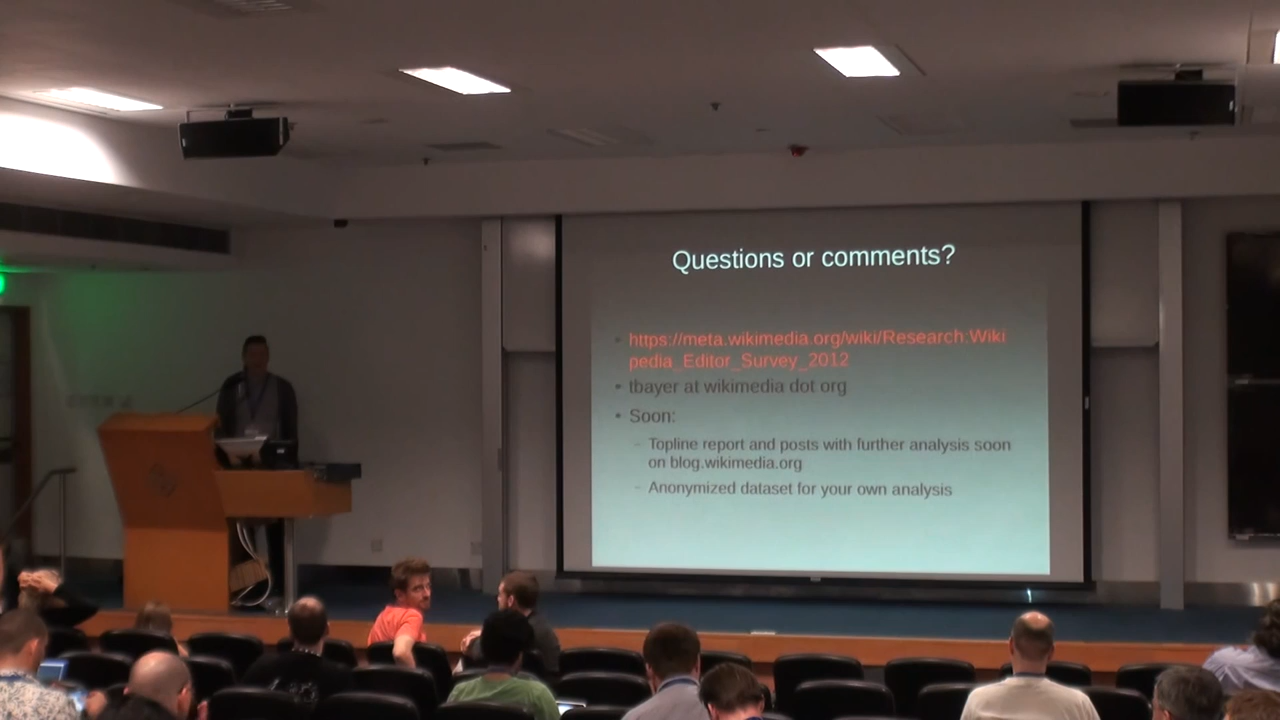 Questions or comments?
• https://meta.wikimedia.org/wiki/Research:Wiki
pedia_Editor_Survey_2012
• tbayer at wikimedia dot org
• Soon:
– Topline report and posts with further analysis soon
on blog.wikimedia.org
– Anonymized dataset for your own analysis